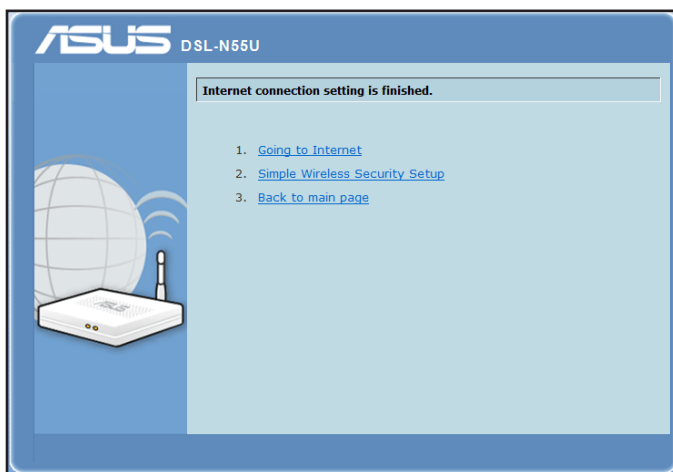 ASUS DSL-N55U
Internet connection setting is finished.
1. Going to Internet
2. Simple Wireless Security Setup
3. Back to main page
ASUS